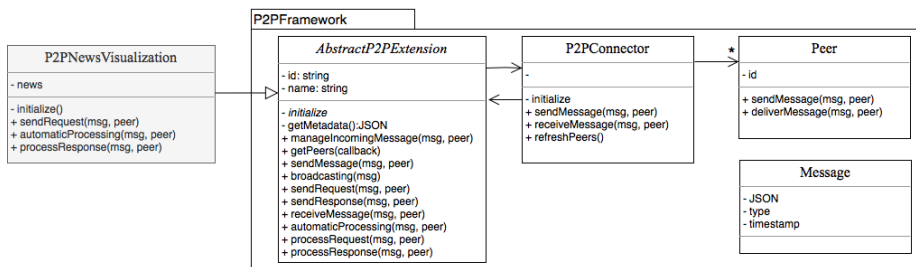 P2PFramework
P2PNewsVisualization
- news
- initialize()
+ sendRequest(msg, peer)
+ automaticProcessing(msg, peer)
+ processResponse(msg, peer)
AbstractP2PExtension
- id: string
- name: string
- initialize
- getMetadata():JSON
+ manageIncomingMessage(msg, peer)
+ getPeers(callback)
+ sendMessage(msg, peer)
+ broadcasting(msg)
+ sendRequest(msg, peer)
+ sendResponse(msg, peer)
+ receiveMessage(msg, peer)
+ automaticProcessing(msg, peer)
+ processRequest(msg, peer)
+ processResponse(msg, peer)
P2PConnector
-
- initialize
+ sendMessage(msg, peer)
+ receiveMessage(msg, peer)
+ refreshPeers()
*
Peer
- id
+ sendMessage(msg, peer)
+ deliverMessage(msg, peer)
Message
- JSON
- type
- timestamp